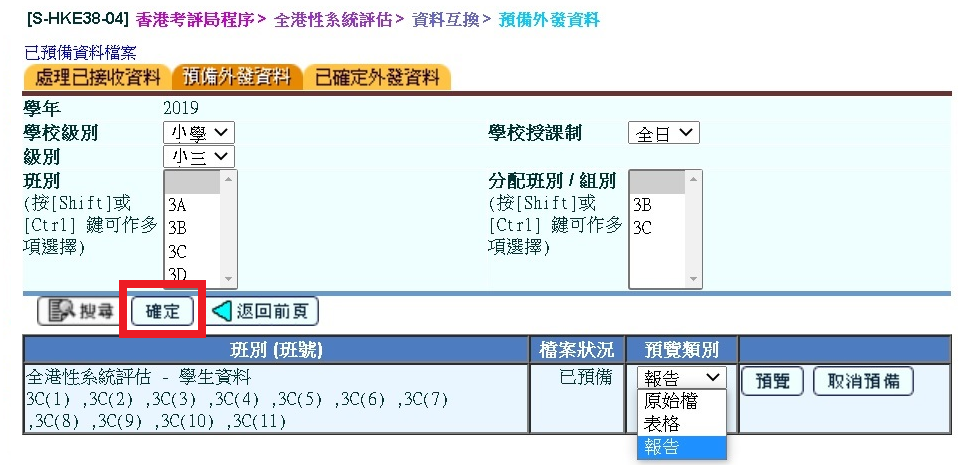 [S-HKE38-04] 香港考評局程序> 全港性系統評估> 資料互換> 預備外發資料
已預備資料檔案
處理已接收資料 預備外發資料 已確定外發資料
學年 2019
學校級別 小學 學校授課制 全日
級別 小三
班別 分配班別 / 組別
(按[Shift]或
[Ctrl] 鍵可作多
項選擇)
3A
3B
3C
3D
(按[Shift]或
[Ctrl] 鍵可作多
項選擇)
3B
3C
搜尋 確定 返回前頁
班別 (班號) 檔案狀況 預覽類別
全港性系統評估 - 學生資料 已預備 報告 預覽 取消預備
3C(1) ,3C(2) ,3C(3) ,3C(4) ,3C(5) ,3C(6) ,3C(7)
,3C(8) ,3C(9) ,3C(10) ,3C(11)
原始檔
表格
報告